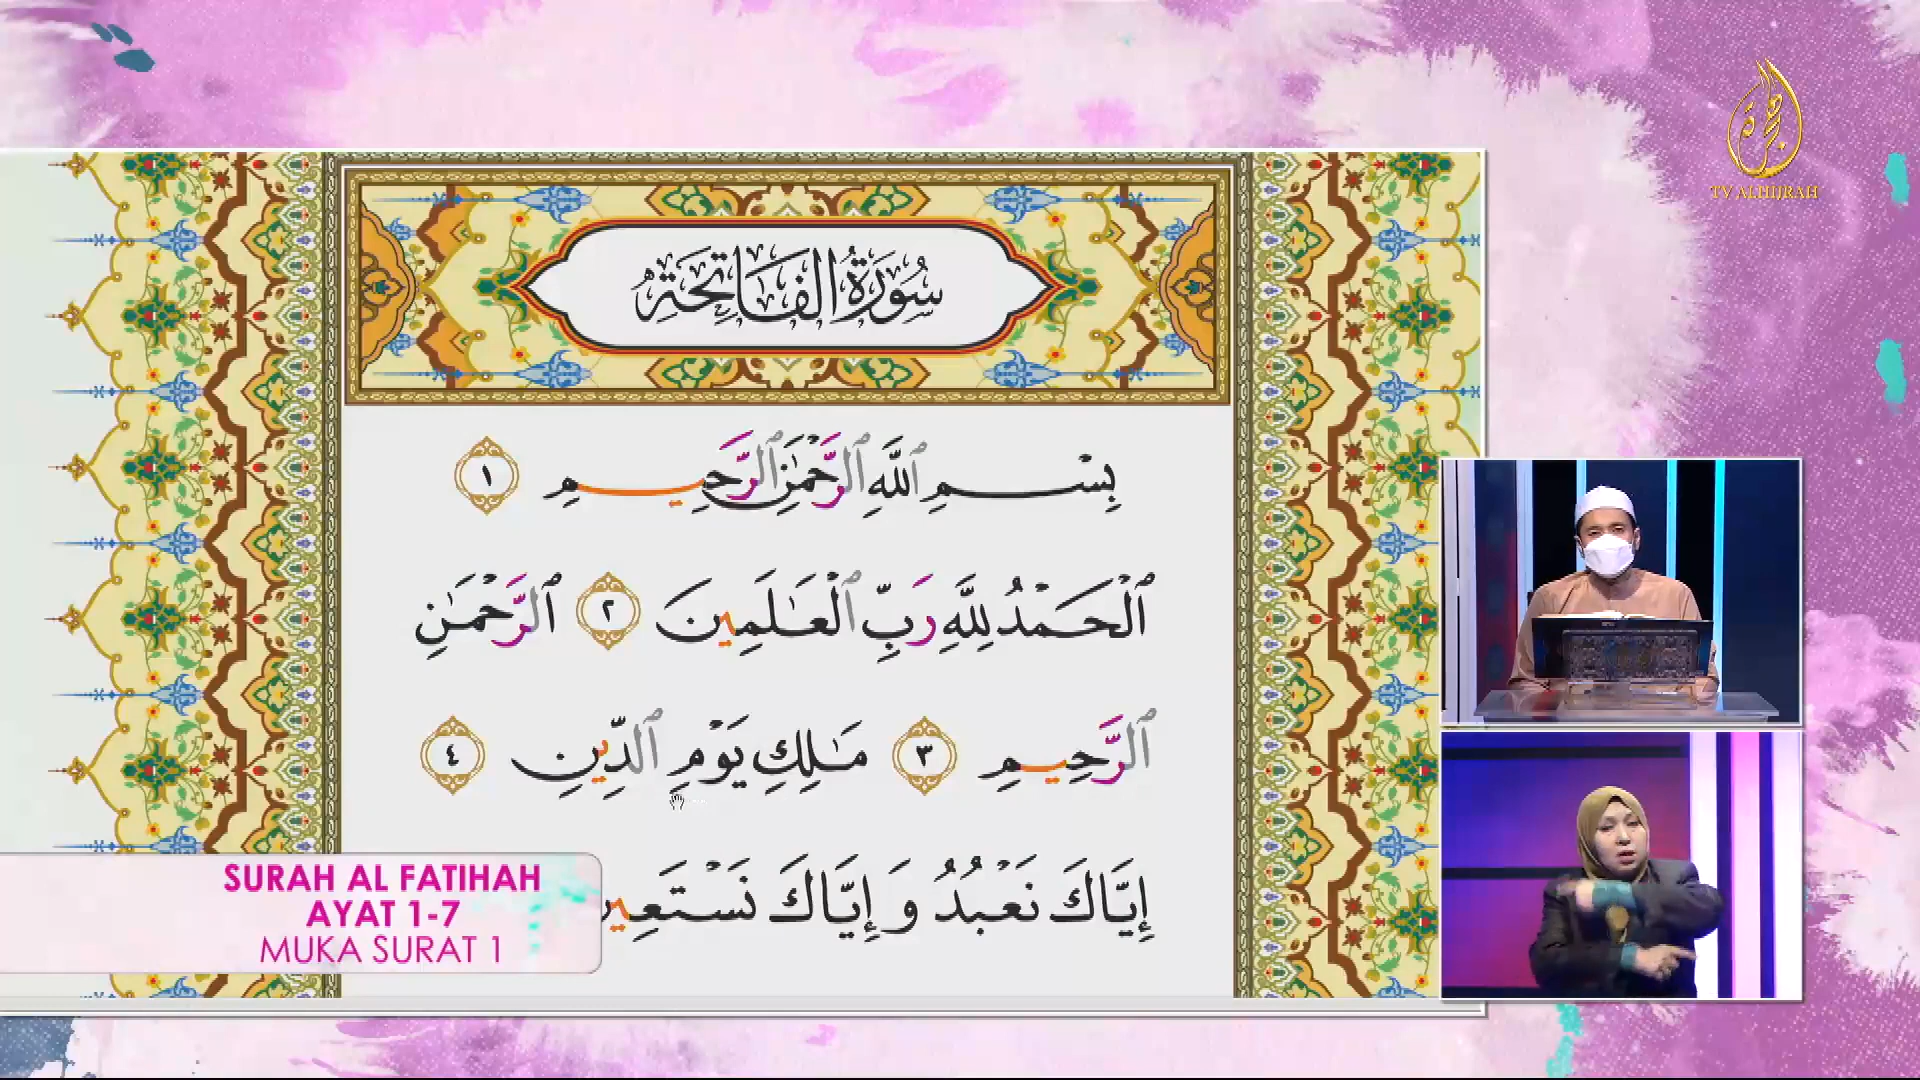 TV ALHIJRAH
سُورَةُ الْفَاتِحَةِ
بِسْمِ ٱللَّهِ ٱلرَّحْمَٰنِ ٱلرَّحِيمِ ١
ٱلْحَمْدُ لِلَّهِ رَبِّ ٱلْعَٰلَمِينَ ٢ ٱلرَّحْمَٰنِ
ٱلرَّحِيمِ ٣ مَٰلِكِ يَوْمِ ٱلدِّينِ ٤
إِيَّاكَ نَعْبُدُ وَإِيَّاكَ نَسْتَعِي
SURAH AL FATIHAH
AYAT 1-7
MUKA SURAT 1